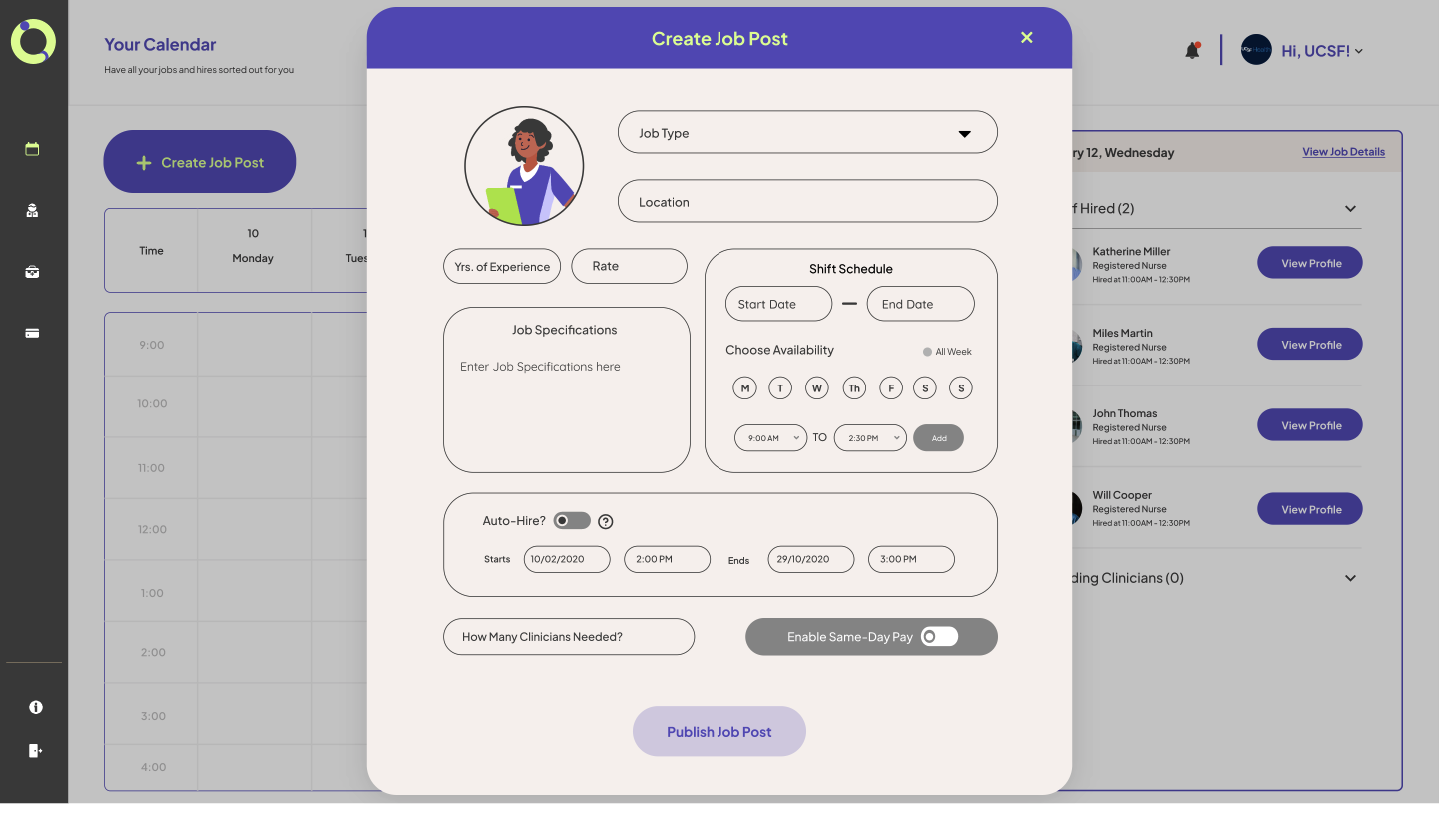 Your Calendar
Have all your jobs and hires sorted out for you
Hi, UCSF!
Create Job Post
Time
10
Monday
1
Tues
9:00
10:00
11:00
12:00
1:00
2:00
3:00
4:00
Create Job Post
Job Type
Location
Yrs. of Experience
Rate
Job Specifications
Enter Job Specifications here
Shift Schedule
Start Date
End Date
Choose Availability
All Week
M T W Th F S S
9:00 AM TO 2:30 PM Add
Auto-Hire?
?
Starts 10/02/2020 2:00 PM Ends 29/10/2020 3:00 PM
How Many Clinicians Needed?
Enable Same-Day Pay
Publish Job Post
ry 12, Wednesday
View Job Details
f Hired (2)
Katherine Miller
Registered Nurse
Hired at 11:00AM - 12:30PM
View Profile
Miles Martin
Registered Nurse
Hired at 11:00AM - 12:30PM
View Profile
John Thomas
Registered Nurse
Hired at 11:00AM - 12:30PM
View Profile
Will Cooper
Registered Nurse
Hired at 11:00AM - 12:30PM
View Profile
ding Clinicians (0)